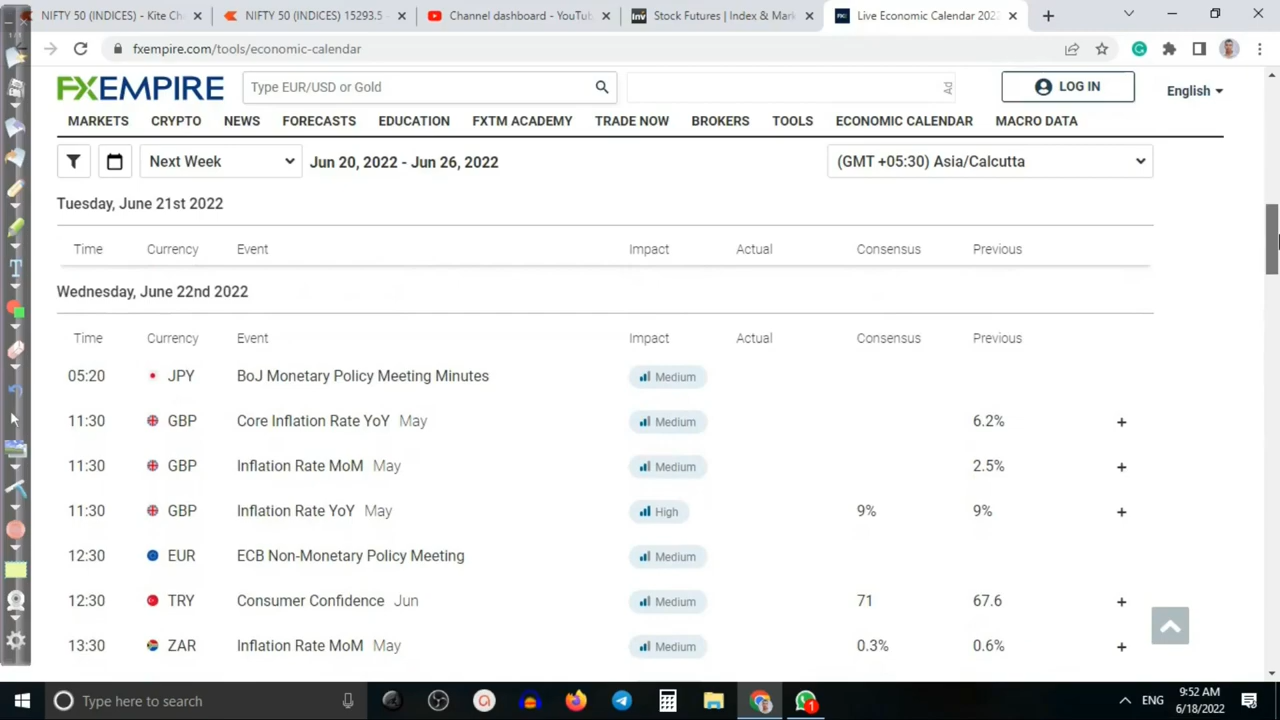 NIFTY 50 (INDICES) - Kite Ch
NIFTY 50 (INDICES) 15293.5 -
Channel dashboard - YouTub
Stock Futures | Index & Mark
Live Economic Calendar 2022
fxempire.com/tools/economic-calendar
FXEMPIRE
Type EUR/USD or Gold
Ad
LOG IN
English
MARKETS CRYPTO NEWS FORECASTS EDUCATION FXTM ACADEMY TRADE NOW BROKERS TOOLS ECONOMIC CALENDAR MACRO DATA
Next Week Jun 20, 2022 - Jun 26, 2022 (GMT +05:30) Asia/Calcutta
Tuesday, June 21st 2022
Time Currency Event Impact Actual Consensus Previous
Wednesday, June 22nd 2022
Time Currency Event Impact Actual Consensus Previous
05:20 JPY BoJ Monetary Policy Meeting Minutes Medium
11:30 GBP Core Inflation Rate YoY May Medium 6.2% +
11:30 GBP Inflation Rate MoM May Medium 2.5% +
11:30 GBP Inflation Rate YoY May High 9% 9% +
12:30 EUR ECB Non-Monetary Policy Meeting Medium
12:30 TRY Consumer Confidence Jun Medium 71 67.6 +
13:30 ZAR Inflation Rate MoM May Medium 0.3% 0.6% +
Type here to search
ENG
9:52 AM
6/18/2022